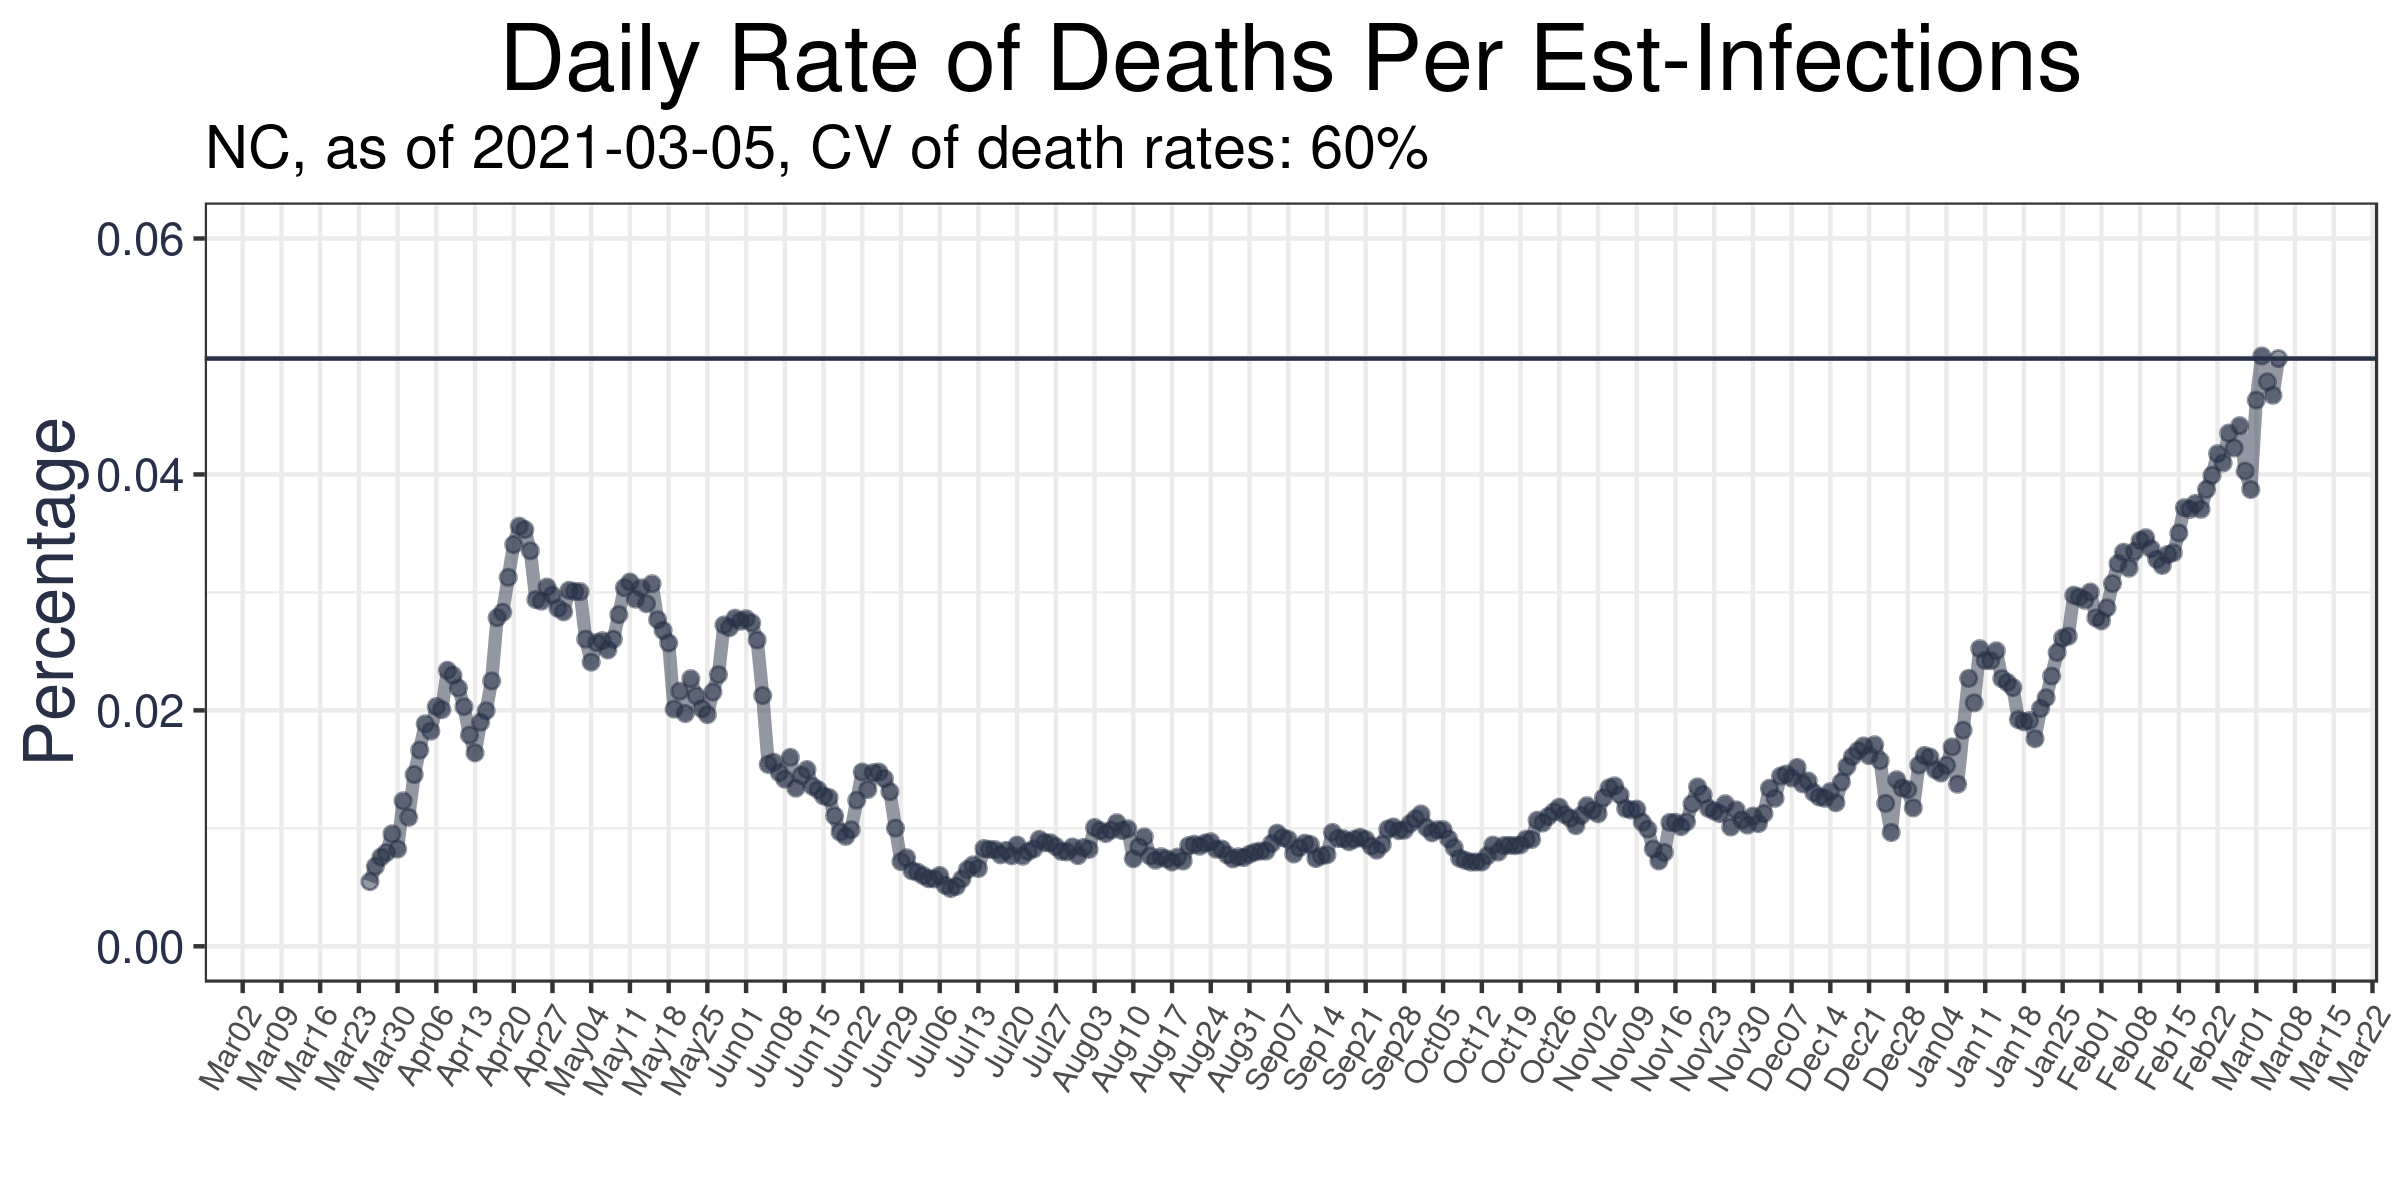 Daily Rate of Deaths Per Est-Infections
NC, as of 2021-03-05, CV of death rates: 60%
Percentage
0.06
0.04
0.02
0.00
Mar02
Mar09
Mar16
Mar23
Mar30
Apr06
Apr13
Apr20
Apr27
May04
May11
May18
May25
Jun01
Jun08
Jun15
Jun22
Jun29
Jul06
Jul13
Jul20
Jul27
Aug03
Aug10
Aug17
Aug24
Aug31
Sep07
Sep14
Sep21
Sep28
Oct05
Oct12
Oct19
Oct26
Nov02
Nov09
Nov16
Nov23
Nov30
Dec07
Dec14
Dec21
Dec28
Jan04
Jan11
Jan18
Jan25
Feb01
Feb08
Feb15
Feb22
Mar01
Mar08
Mar15
Mar22